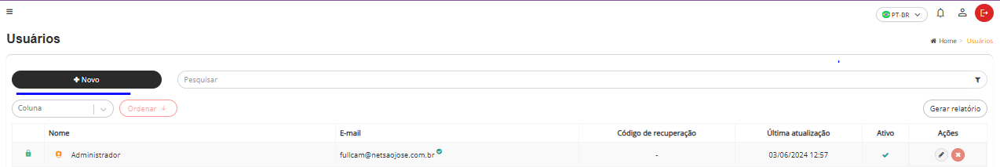 PT-BR
Usuários
Home > Usuários
Novo
Pesquisar
Coluna
Ordenar
Gerar relatório
Nome E-mail Código de recuperação Última atualização Ativo Ações
Administrador fullcam@netsaojose.com.br - 03/06/2024 12:57